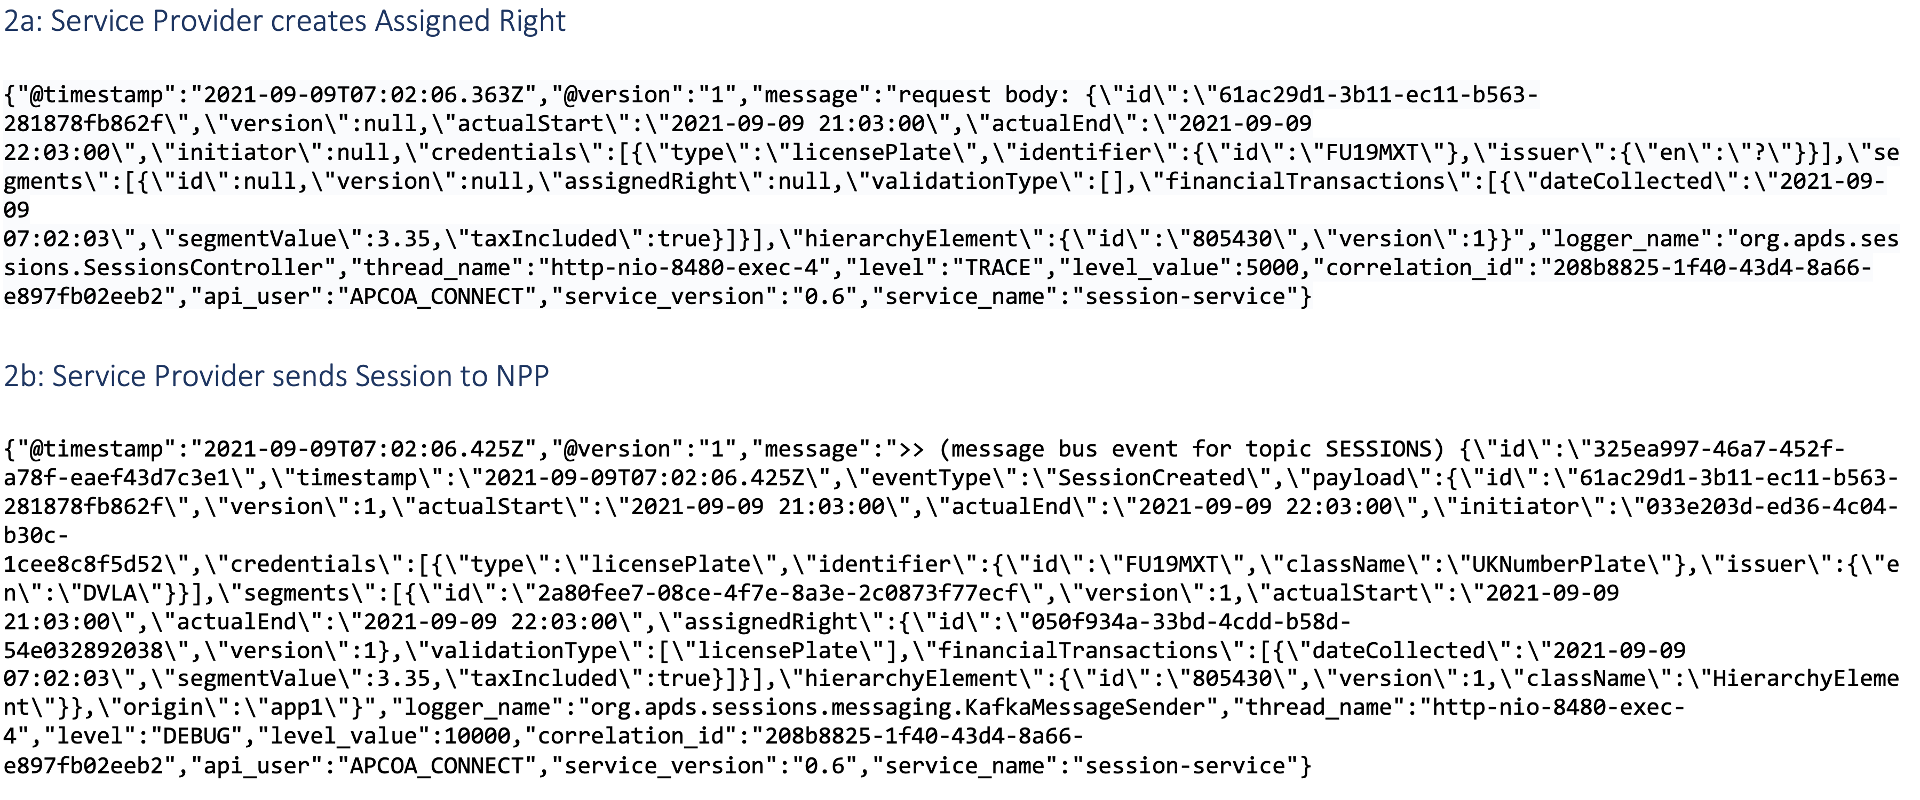 2a: Service Provider creates Assigned Right
{"@timestamp":"2021-09-09T07:02:06.363Z","@version":"1","message":"request body: {\"id\":\"61ac29d1-3b11-ec11-b563-
281878fb862f\",\"version\":null,\"actualStart\":\"2021-09-09 21:03:00\",\"actualEnd\":\"2021-09-09
22:03:00\",\"initiator\":null,\"credentials\":[{\"type\":\"licensePlate\",\"identifier\":{\"id\":\"FU19MXT\"},\"issuer\":{\"en\":\"?\"}}],\"se
gments\":[{\"id\":null,\"version\":null,\"assignedRight\":null,\"validationType\":[],\"financialTransactions\":[{\"dateCollected\":\"2021-09-
09
07:02:03\",\"segmentValue\":3.35,\"taxIncluded\":true}]}],\"hierarchyElement\":{\"id\":\"805430\",\"version\":1}}","logger_name":"org.apds.ses
sions.SessionsController","thread_name":"http-nio-8480-exec-4","level":"TRACE","level_value":5000,"correlation_id":"208b8825-1f40-43d4-8a66-
e897fb02eeb2","api_user":"APCOA_CONNECT","service_version":"0.6","service_name":"session-service"}
2b: Service Provider sends Session to NPP
{"@timestamp":"2021-09-09T07:02:06.425Z","@version":"1","message":">> (message bus event for topic SESSIONS) {\"id\":\"325ea997-46a7-452f-
a78f-eaef43d7c3e1\",\"timestamp\":\"2021-09-09T07:02:06.425Z\",\"eventType\":\"SessionCreated\",\"payload\":{\"id\":\"61ac29d1-3b11-ec11-b563-
281878fb862f\",\"version\":1,\"actualStart\":\"2021-09-09 21:03:00\",\"actualEnd\":\"2021-09-09 22:03:00\",\"initiator\":\"033e203d-ed36-4c04-
b30c-
1cee8c8f5d52\",\"credentials\":[{\"type\":\"licensePlate\",\"identifier\":{\"id\":\"FU19MXT\",\"className\":\"UKNumberPlate\"},\"issuer\":{\"e
n\":\"DVLA\"}}],\"segments\":[{\"id\":\"2a80fee7-08ce-4f7e-8a3e-2c0873f77ecf\",\"version\":1,\"actualStart\":\"2021-09-09
21:03:00\",\"actualEnd\":\"2021-09-09 22:03:00\",\"assignedRight\":{\"id\":\"050f934a-33bd-4cdd-b58d-
54e032892038\",\"version\":1},\"validationType\":[\"licensePlate\"],\"financialTransactions\":[{\"dateCollected\":\"2021-09-09
07:02:03\",\"segmentValue\":3.35,\"taxIncluded\":true}]}],\"hierarchyElement\":{\"id\":\"805430\",\"version\":1,\"className\":\"HierarchyEleme
nt\"}},\"origin\":\"app1\"}","logger_name":"org.apds.sessions.messaging.KafkaMessageSender","thread_name":"http-nio-8480-exec-
4","level":"DEBUG","level_value":10000,"correlation_id":"208b8825-1f40-43d4-8a66-
e897fb02eeb2","api_user":"APCOA_CONNECT","service_version":"0.6","service_name":"session-service"}